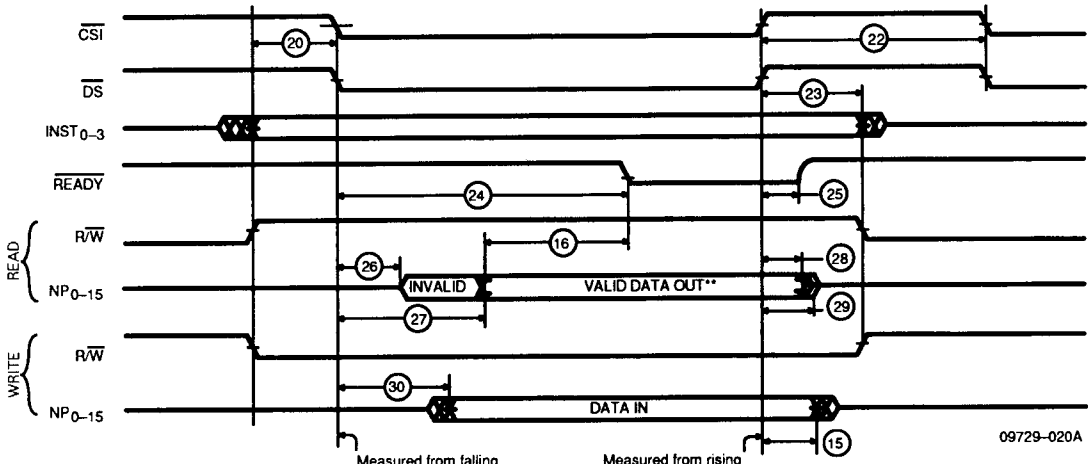 CSI
20
22
DS
23
INST0–3
READY
24
25
READ
R/W
16
26
28
NP0–15
INVALID
VALID DATA OUT**
27
29
WRITE
R/W
30
NP0–15
DATA IN
15
09729–020A
Measured from falling
Measured from rising